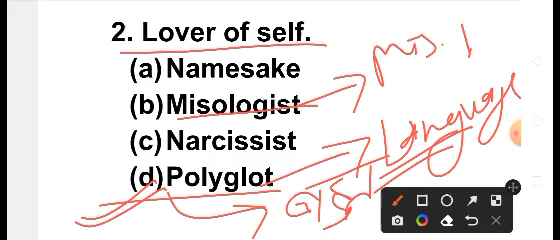 2. Lover of self.
(a) Namesake
(b) Misologist
(c) Narcissist
(d) Polyglot
Language